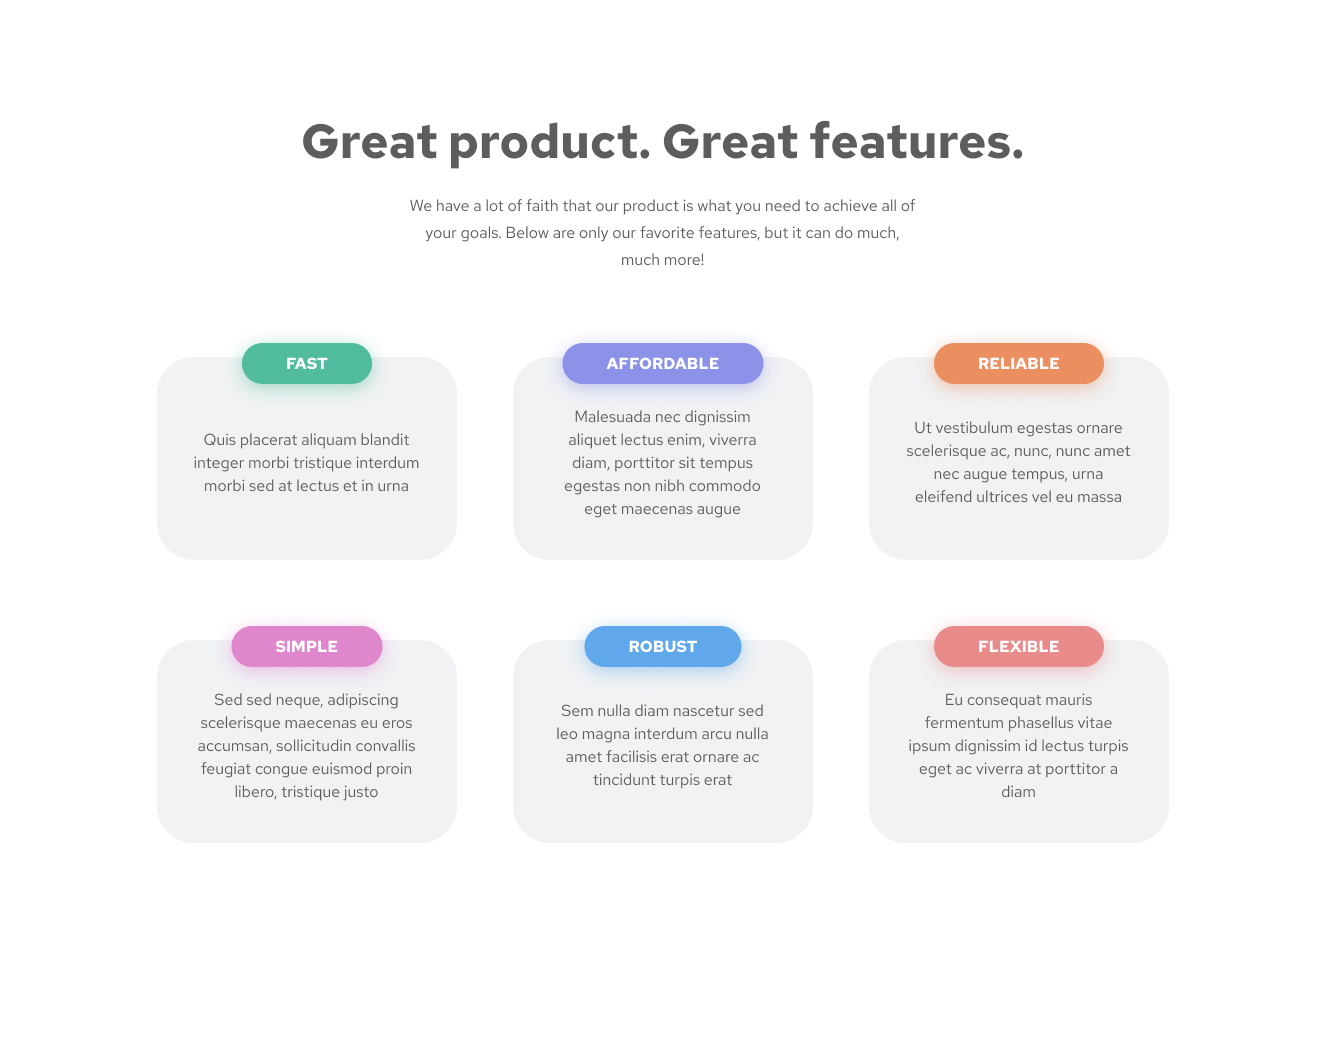 Great product. Great features.
We have a lot of faith that our product is what you need to achieve all of
your goals. Below are only our favorite features, but it can do much,
much more!
FAST
Quis placerat aliquam blandit
integer morbi tristique interdum
morbi sed at lectus et in urna
AFFORDABLE
Malesuada nec dignissim
aliquet lectus enim, viverra
diam, porttitor sit tempus
egestas non nibh commodo
eget maecenas augue
RELIABLE
Ut vestibulum egestas ornare
scelerisque ac, nunc, nunc amet
nec augue tempus, urna
eleifend ultrices vel eu massa
SIMPLE
Sed sed neque, adipiscing
scelerisque maecenas eu eros
accumsan, sollicitudin convallis
feugiat congue euismod proin
libero, tristique justo
ROBUST
Sem nulla diam nascetur sed
leo magna interdum arcu nulla
amet facilisis erat ornare ac
tincidunt turpis erat
FLEXIBLE
Eu consequat mauris
fermentum phasellus vitae
ipsum dignissim id lectus turpis
eget ac viverra at porttitor a
diam